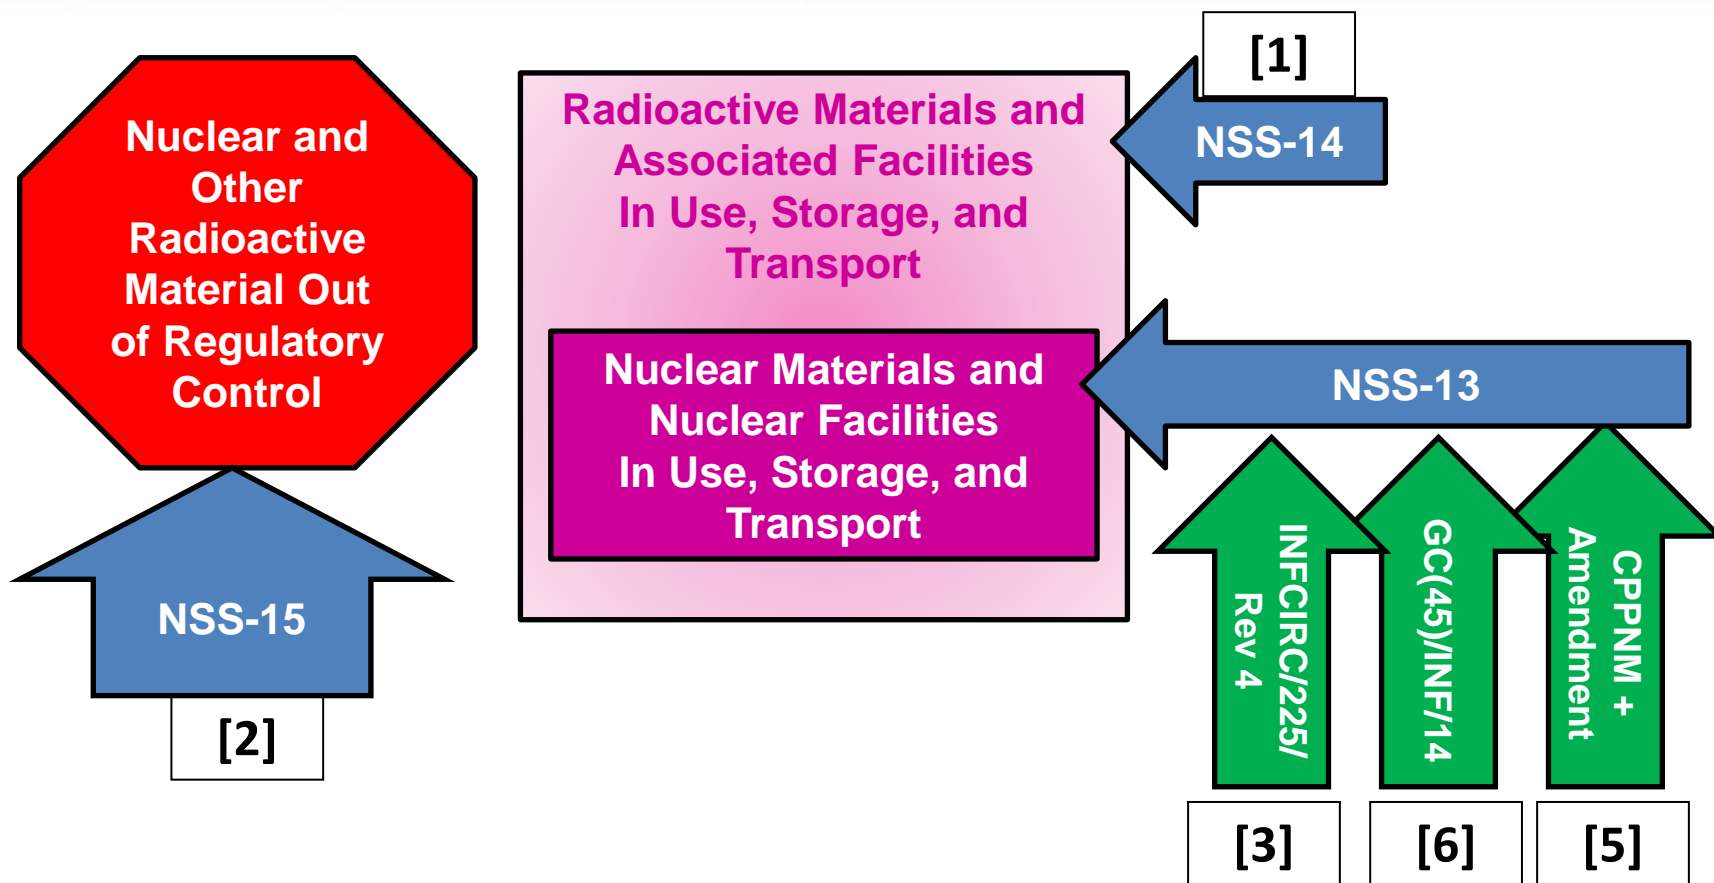 Nuclear and
Other
Radioactive
Material Out
of Regulatory
Control
NSS-15
[2]
Radioactive Materials and
Associated Facilities
In Use, Storage, and
Transport
Nuclear Materials and
Nuclear Facilities
In Use, Storage, and
Transport
[1]
NSS-14
NSS-13
INFCIRC/225/
Rev 4
[3]
GC(45)/INF/14
[6]
CPPNM +
Amendment
[5]